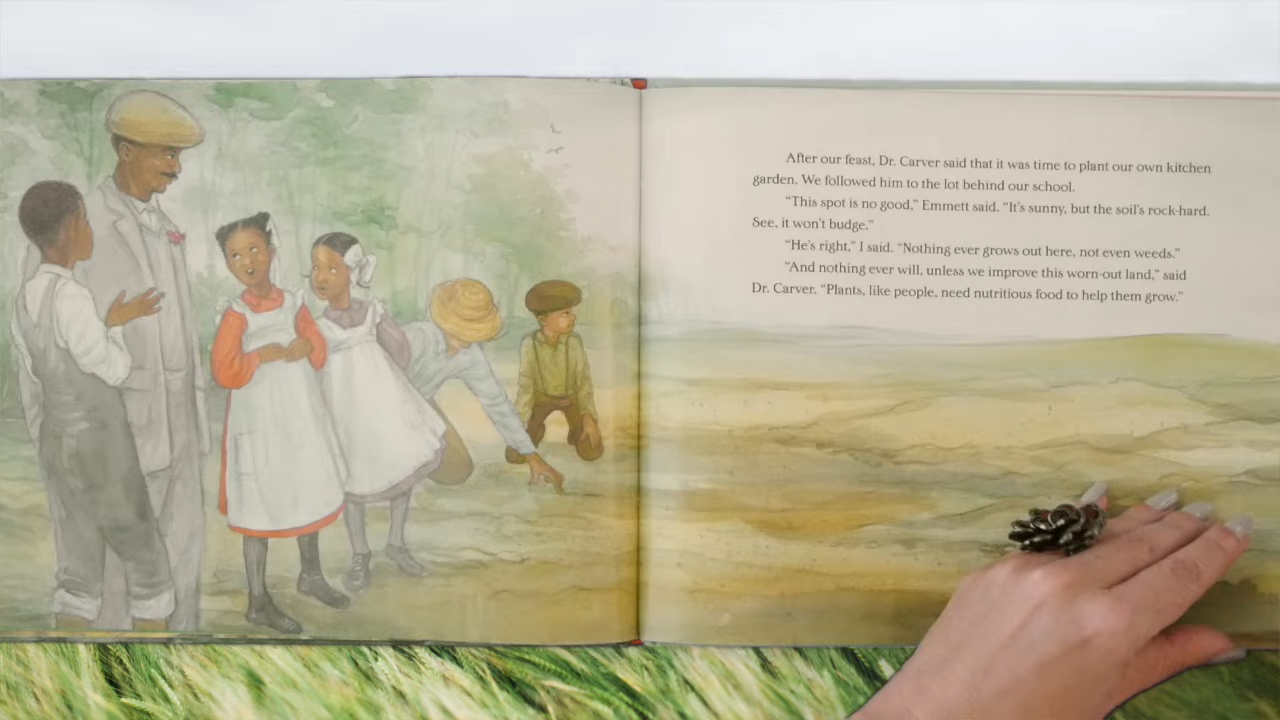 After our feast, Dr. Carver said that it was time to plant our own kitchen
garden. We followed him to the lot behind our school.
"This spot is no good," Emmett said. "It's sunny, but the soil's rock-hard.
See, it won't budge."
"He's right," I said. "Nothing ever grows out here, not even weeds."
"And nothing ever will, unless we improve this worn-out land," said
Dr. Carver. "Plants, like people, need nutritious food to help them grow."